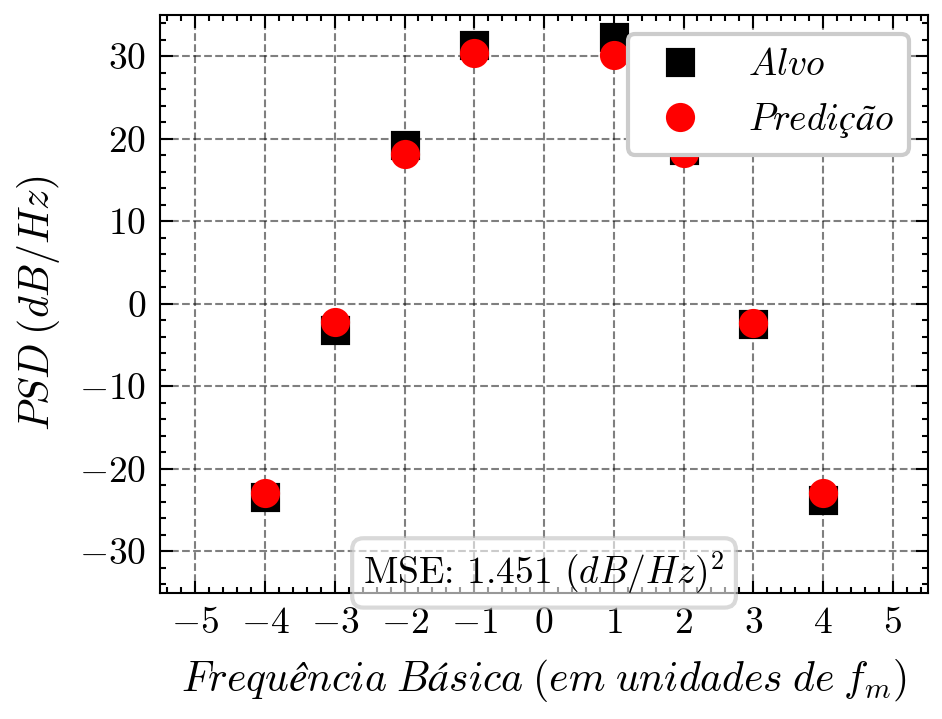 30
20
10
0
−10
−20
−30
PSD (dB/Hz)
Alvo
Predição
MSE: 1.451 (dB/Hz)²
−5 −4 −3 −2 −1 0 1 2 3 4 5
Frequência Básica (em unidades de fₘ)